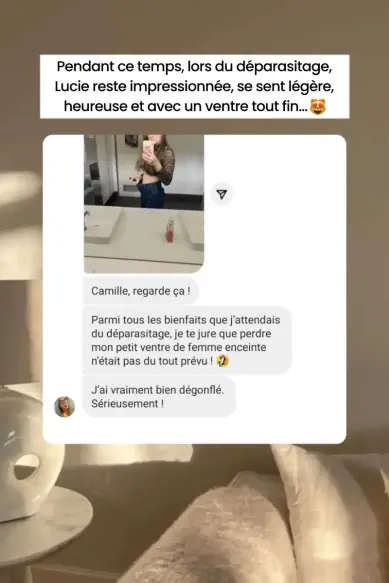 Pendant ce temps, lors du déparasitage,
Lucie reste impressionnée, se sent légère,
heureuse et avec un ventre tout fin...😻
Camille, regarde ça !
Parmi tous les bienfaits que j'attendais
du déparasitage, je te jure que perdre
mon petit ventre de femme enceinte
n'était pas du tout prévu ! 🤣
J'ai vraiment bien dégonflé.
Sérieusement !